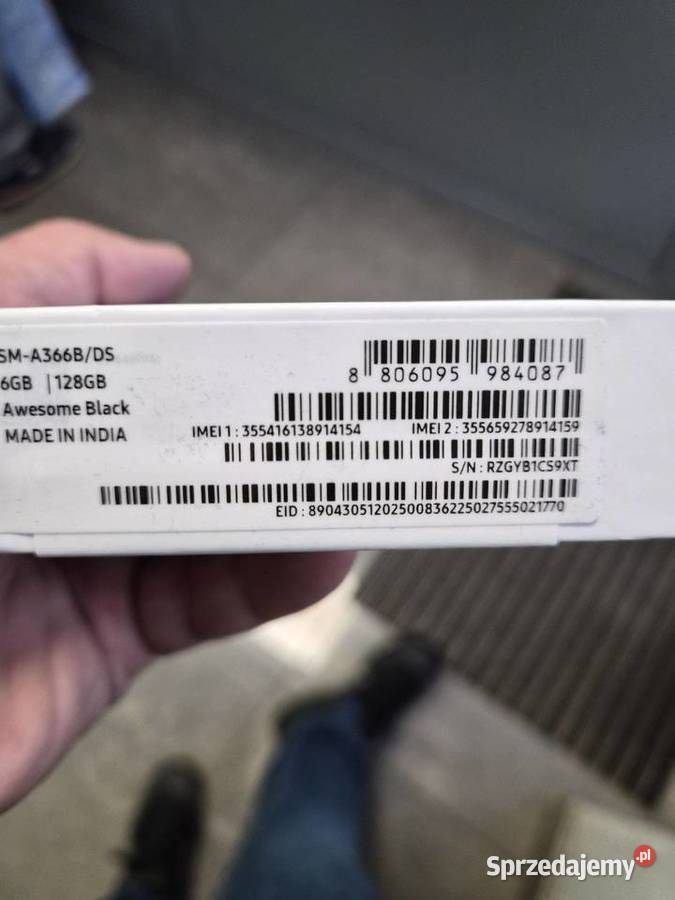 SM-A366B/DS
6GB | 128GB
Awesome Black
MADE IN INDIA
8 806095 984087
IMEI 1 : 355416138914154 IMEI 2 : 355659278914159
S/N : RZGYB1CS9XT
EID : 89043051202500836225027555021770
Sprzedajemy.pl